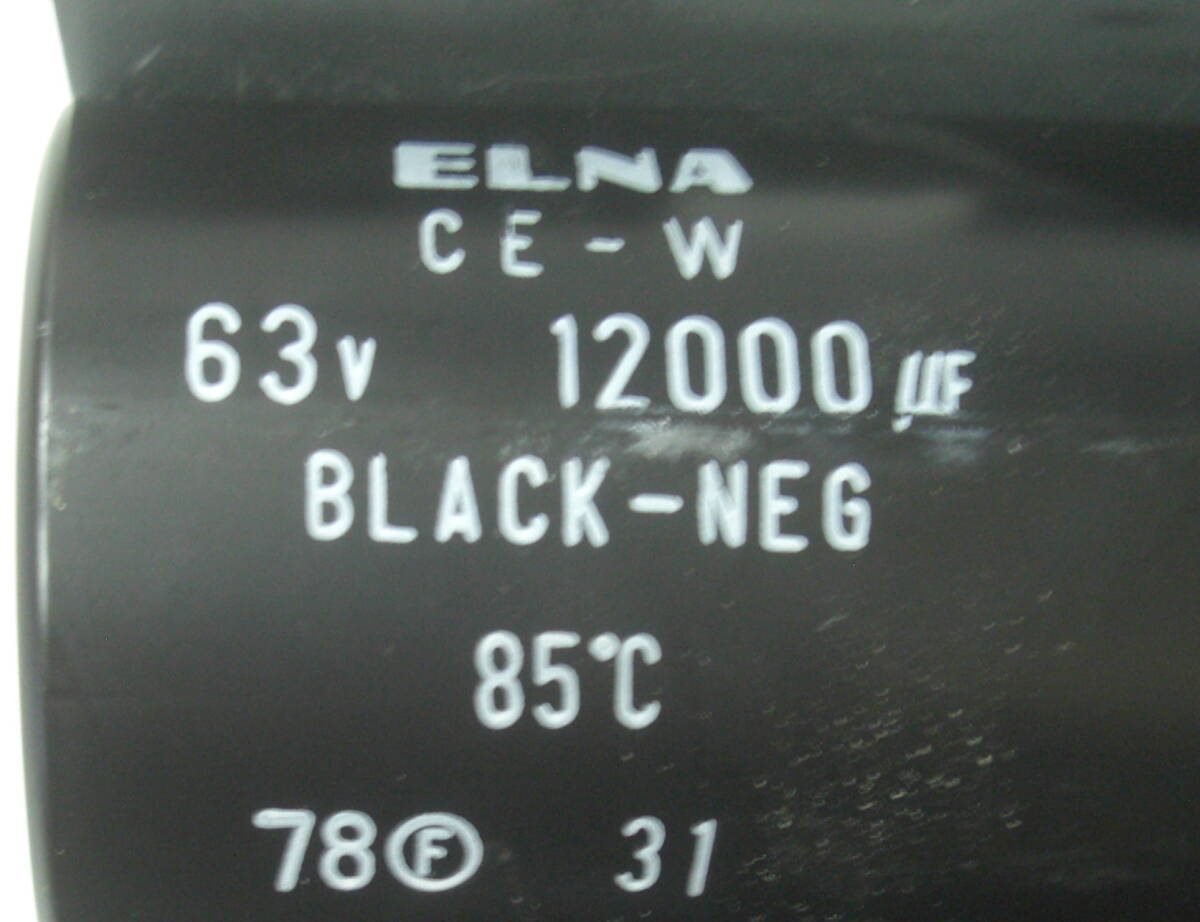 ELNA
CE-W
63V 12000μF
BLACK-NEG
85℃
78Ⓕ 31